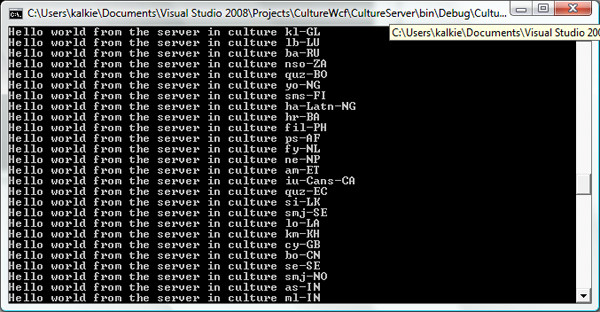 C:\Users\kalkie\Documents\Visual Studio 2008\Projects\CultureWcf\CultureServer\bin\Debug\Cultu...
C:\Users\kalkie\Documents\Visual Studio 200
Hello world from the server in culture kl-GL
Hello world from the server in culture lb-LU
Hello world from the server in culture ba-RU
Hello world from the server in culture nso-ZA
Hello world from the server in culture quz-BO
Hello world from the server in culture yo-NG
Hello world from the server in culture sms-FI
Hello world from the server in culture ha-Latn-NG
Hello world from the server in culture hr-BA
Hello world from the server in culture fil-PH
Hello world from the server in culture ps-AF
Hello world from the server in culture fy-NL
Hello world from the server in culture ne-NP
Hello world from the server in culture am-ET
Hello world from the server in culture iu-Cans-CA
Hello world from the server in culture quz-EC
Hello world from the server in culture si-LK
Hello world from the server in culture smj-SE
Hello world from the server in culture lo-LA
Hello world from the server in culture km-KH
Hello world from the server in culture cy-GB
Hello world from the server in culture bo-CN
Hello world from the server in culture se-SE
Hello world from the server in culture smj-NO
Hello world from the server in culture as-IN
Hello world from the server in culture ml-IN